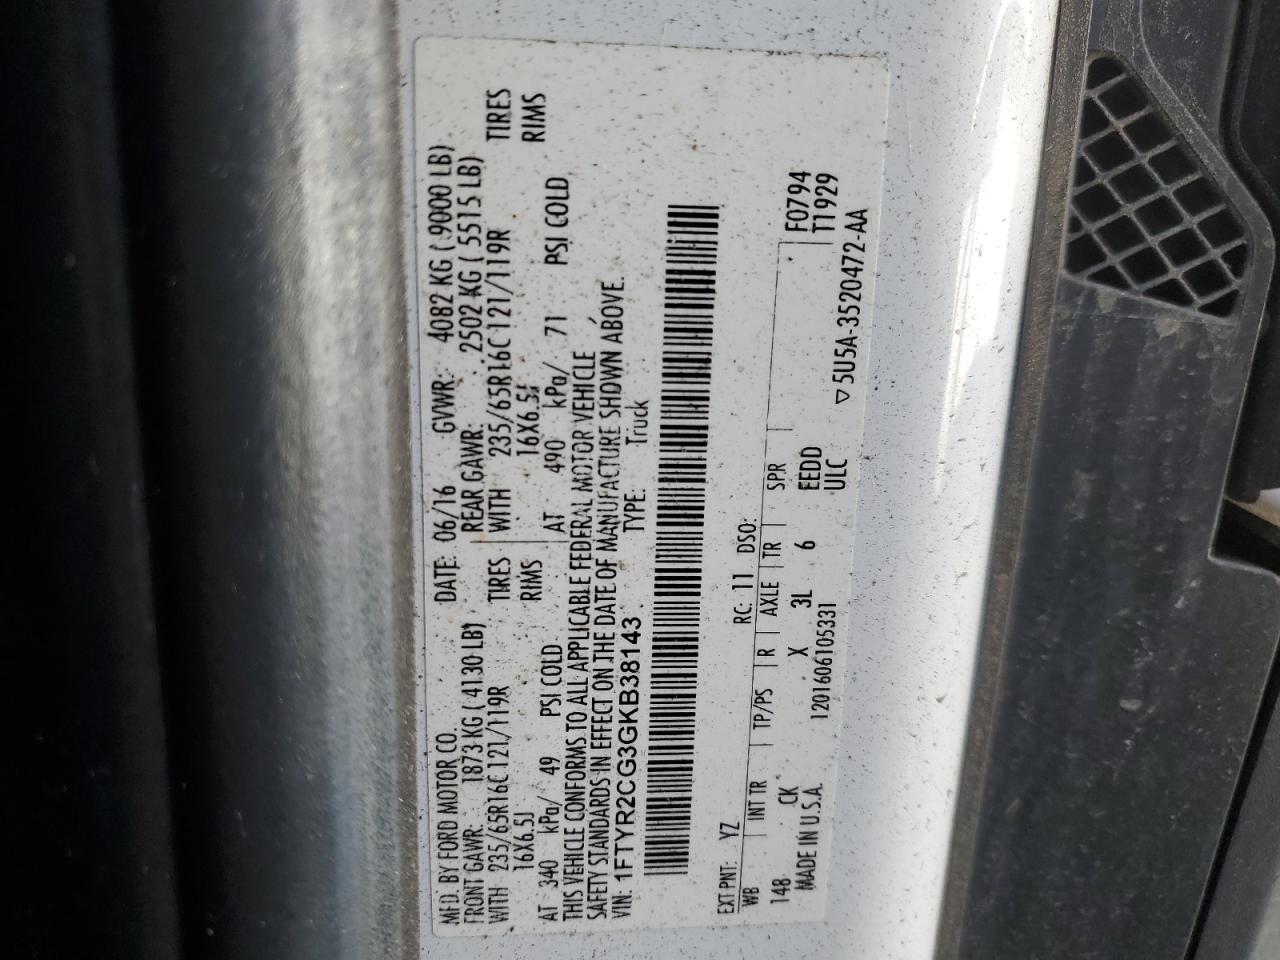 MFD. BY FORD MOTOR CO.
DATE: 06/16 GVWR: 4082 KG ( 9000 LB)
FRONT GAWR: 1873 KG ( 4130 LB)
REAR GAWR: 2502 KG ( 5515 LB)
WITH 235/65R16C 121/119R TIRES
WITH 235/65R16C 121/119R TIRES
16X6.5J RIMS
16X6.5J RIMS
AT 340 kPa/ 49 PSI COLD
AT 490 kPa/ 71 PSI COLD
THIS VEHICLE CONFORMS TO ALL APPLICABLE FEDERAL MOTOR VEHICLE
SAFETY STANDARDS IN EFFECT ON THE DATE OF MANUFACTURE SHOWN ABOVE.
VIN: 1FTYR2CG3GKB38143 TYPE: Truck
EXT PNT: YZ RC: 11 DSO:
WB INT TR TP/PS R AXLE TR SPR F0794
T1929
148 CK X 3L 6 EEDD
MADE IN U.S.A. 1201606105331 ULC
▽ 5U5A-3520472-AA